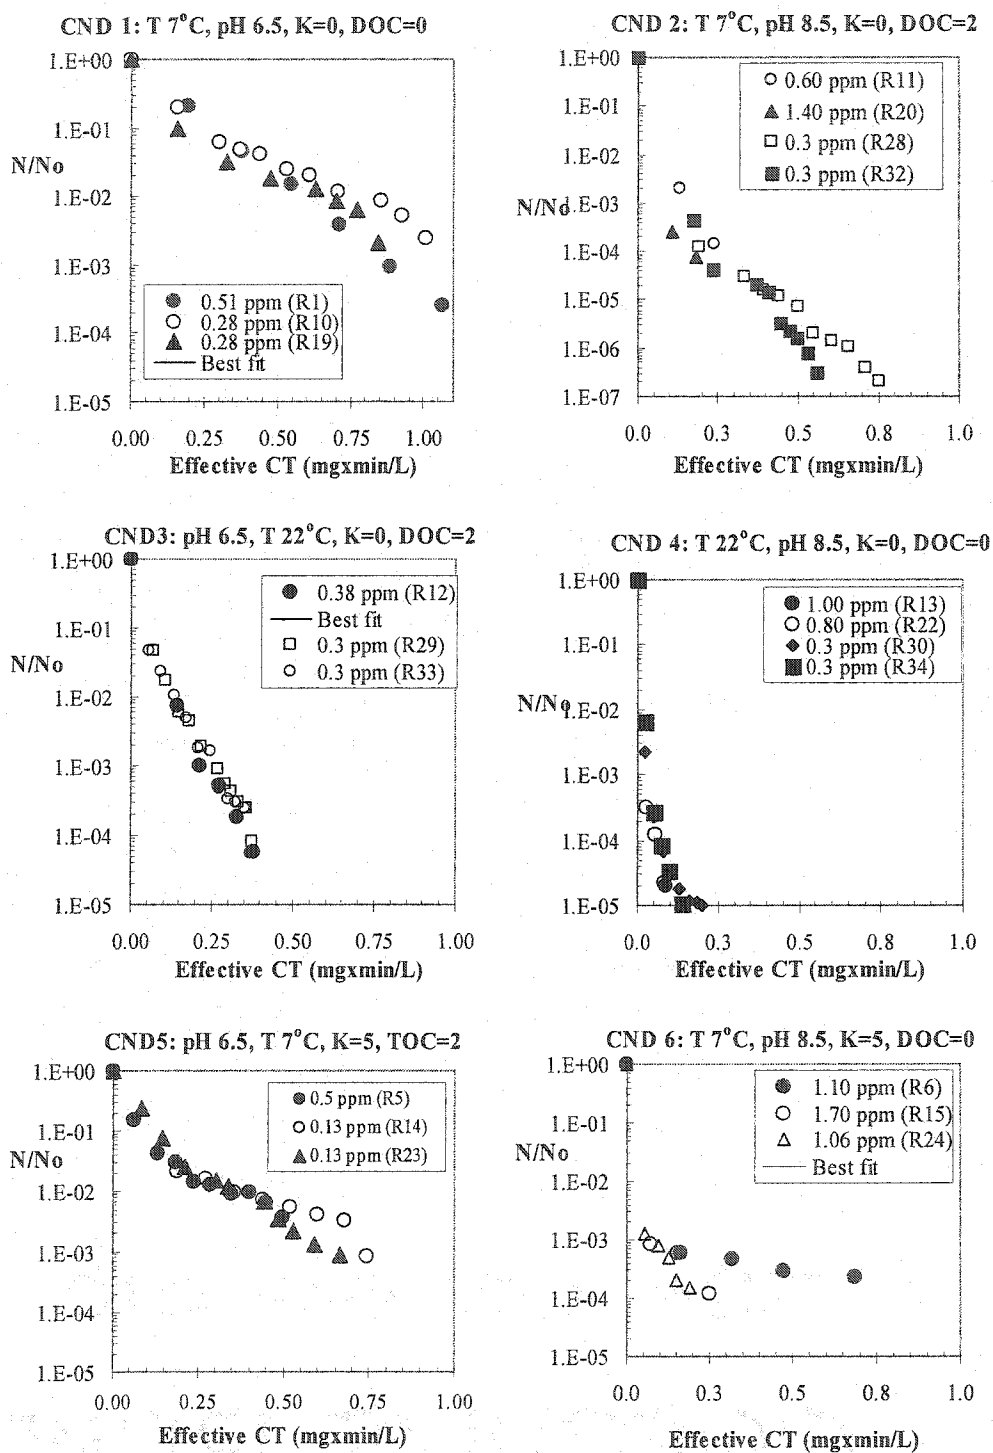 CND 1: T 7°C, pH 6.5, K=0, DOC=0
1.E+00
1.E-01
N/No
1.E-02
1.E-03
1.E-04
1.E-05
0.51 ppm (R1)
0.28 ppm (R10)
0.28 ppm (R19)
Best fit
0.00 0.25 0.50 0.75 1.00
Effective CT (mgxmin/L)
CND 2: T 7°C, pH 8.5, K=0, DOC=2
1.E+00
1.E-01
1.E-02
1.E-03
N/No
1.E-04
1.E-05
1.E-06
1.E-07
0.60 ppm (R11)
1.40 ppm (R20)
0.3 ppm (R28)
0.3 ppm (R32)
0.0 0.3 0.5 0.8 1.0
Effective CT (mgxmin/L)
CND3: pH 6.5, T 22°C, K=0, DOC=2
1.E+00
1.E-01
N/No
1.E-02
1.E-03
1.E-04
1.E-05
0.38 ppm (R12)
Best fit
0.3 ppm (R29)
0.3 ppm (R33)
0.00 0.25 0.50 0.75 1.00
Effective CT (mgxmin/L)
CND 4: T 22°C, pH 8.5, K=0, DOC=0
1.E+00
1.E-01
1.E-02
N/No
1.E-03
1.E-04
1.E-05
1.00 ppm (R13)
0.80 ppm (R22)
0.3 ppm (R30)
0.3 ppm (R34)
0.0 0.3 0.5 0.8 1.0
Effective CT (mgxmin/L)
CND5: pH 6.5, T 7°C, K=5, TOC=2
1.E+00
1.E-01
N/No
1.E-02
1.E-03
1.E-04
1.E-05
0.5 ppm (R5)
0.13 ppm (R14)
0.13 ppm (R23)
0.00 0.25 0.50 0.75 1.00
Effective CT (mgxmin/L)
CND 6: T 7°C, pH 8.5, K=5, DOC=0
1.E+00
1.E-01
N/No
1.E-02
1.E-03
1.E-04
1.E-05
1.10 ppm (R6)
1.70 ppm (R15)
1.06 ppm (R24)
Best fit
0.0 0.3 0.5 0.8 1.0
Effective CT (mgxmin/L)